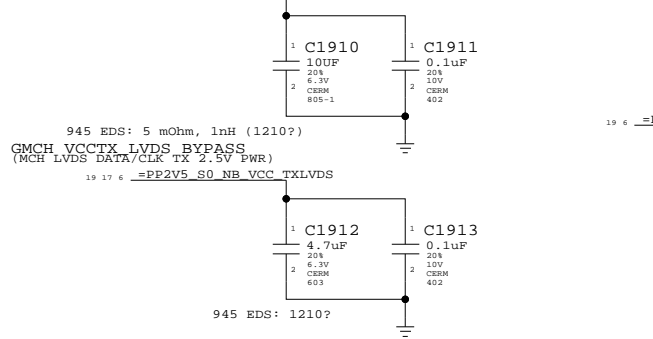 1 C1910
10UF
20%
6.3V
2 CERM
805-1
1 C1911
0.1uF
20%
10V
2 CERM
402
945 EDS: 5 mOhm, 1nH (1210?)
GMCH VCCTX_LVDS BYPASS
(MCH LVDS DATA/CLK TX 2.5V PWR)
19 17 6 =PP2V5_S0_NB_VCC_TXLVDS
19 6
1 C1912
4.7uF
20%
6.3V
2 CERM
603
1 C1913
0.1uF
20%
10V
2 CERM
402
945 EDS: 1210?